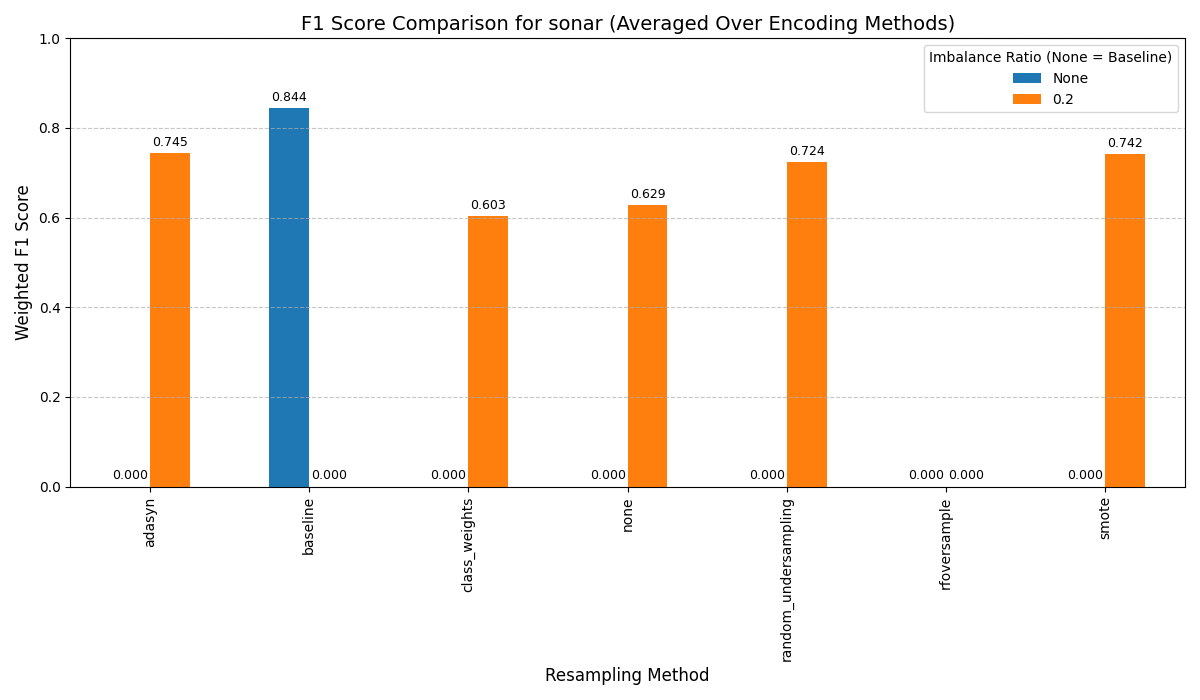 F1 Score Comparison for sonar (Averaged Over Encoding Methods)
Weighted F1 Score
1.0
0.8
0.6
0.4
0.2
0.0
Imbalance Ratio (None = Baseline)
None
0.2
0.000 0.745
0.844 0.000
0.000 0.603
0.000 0.629
0.000 0.724
0.000 0.000
0.000 0.742
adasyn
baseline
class_weights
none
random_undersampling
rfoversample
smote
Resampling Method